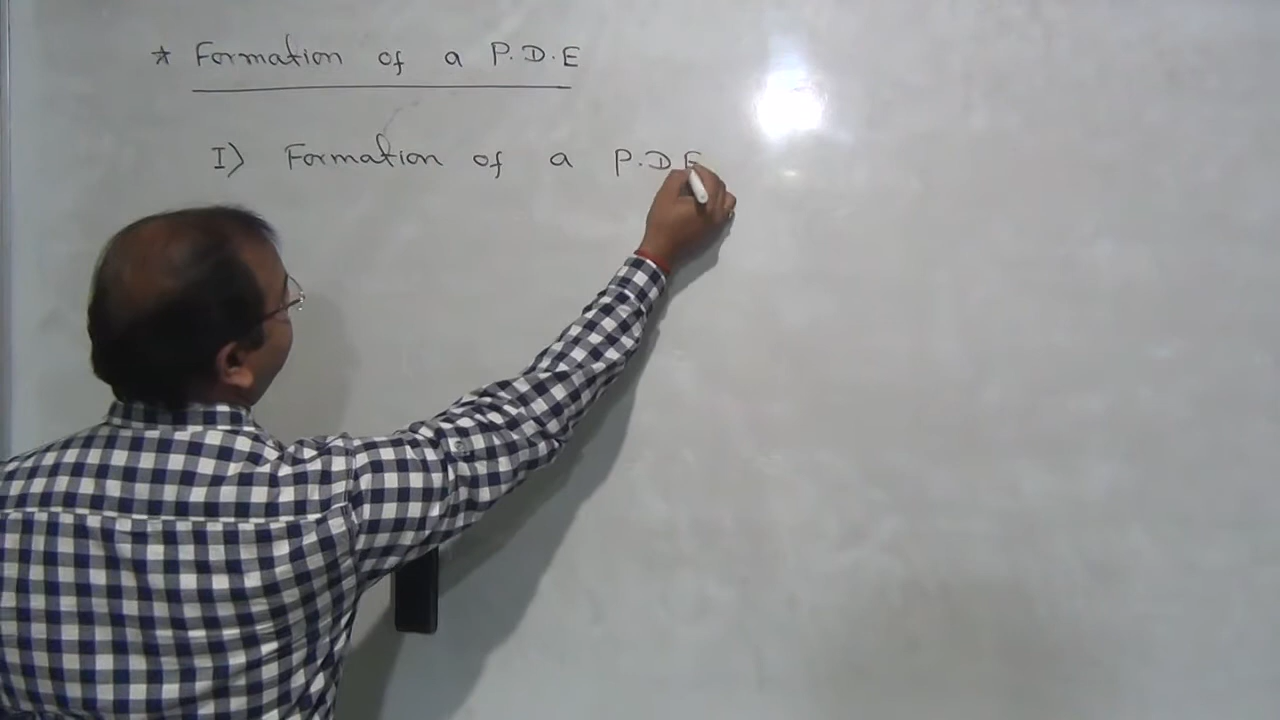 * Formation of a P.D.E
I) Formation of a P.D E